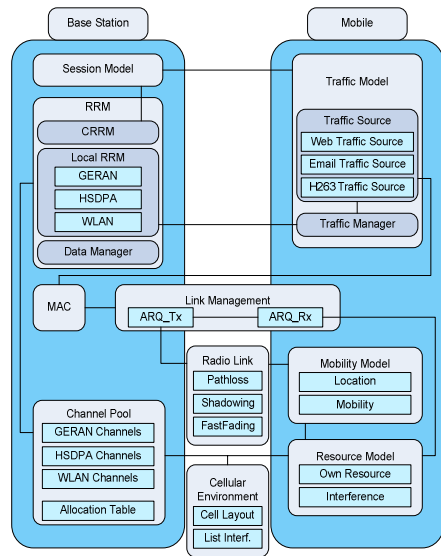 Base Station
Mobile
Session Model
Traffic Model
RRM
CRRM
Traffic Source
Web Traffic Source
Email Traffic Source
H263 Traffic Source
Local RRM
GERAN
HSDPA
WLAN
Traffic Manager
Data Manager
MAC
Link Management
ARQ_Tx
ARQ_Rx
Radio Link
Pathloss
Shadowing
FastFading
Mobility Model
Location
Mobility
Channel Pool
GERAN Channels
HSDPA Channels
WLAN Channels
Allocation Table
Resource Model
Own Resource
Interference
Cellular
Environment
Cell Layout
List Interf.